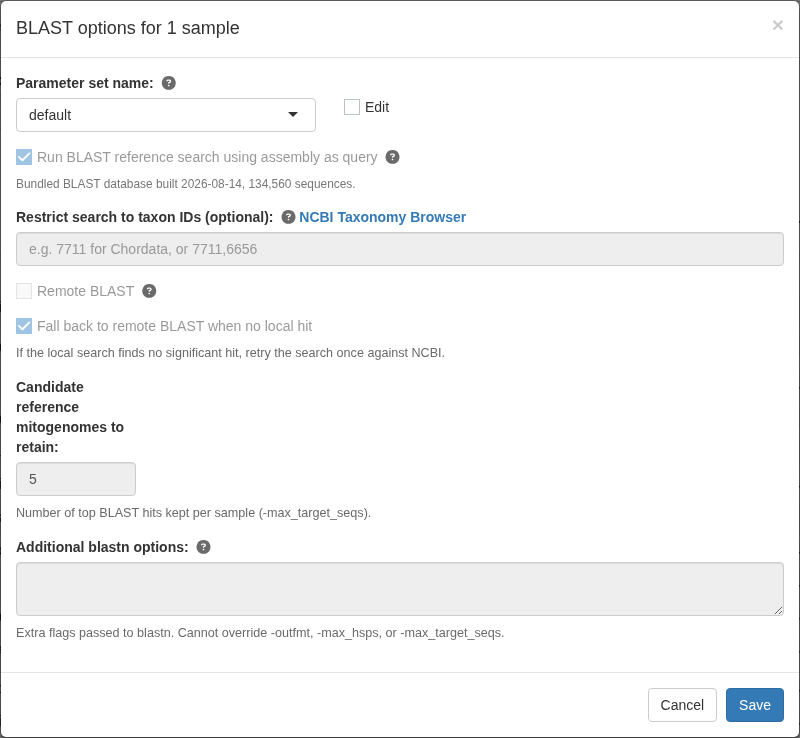 BLAST options for 1 sample
×
Parameter set name: ?
default
Edit
Run BLAST reference search using assembly as query ?
Bundled BLAST database built 2026-08-14, 134,560 sequences.
Restrict search to taxon IDs (optional): ? NCBI Taxonomy Browser
e.g. 7711 for Chordata, or 7711,6656
Remote BLAST ?
Fall back to remote BLAST when no local hit
If the local search finds no significant hit, retry the search once against NCBI.
Candidate
reference
mitogenomes to
retain:
5
Number of top BLAST hits kept per sample (-max_target_seqs).
Additional blastn options: ?
Extra flags passed to blastn. Cannot override -outfmt, -max_hsps, or -max_target_seqs.
Cancel
Save